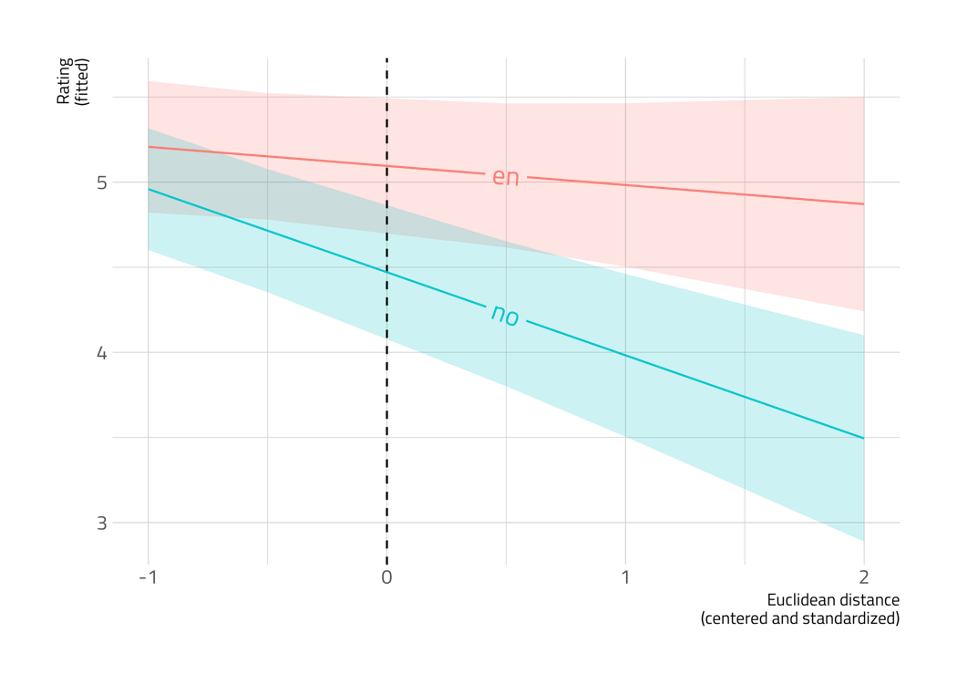 Rating
(fitted)
5
4
3
en
no
-1
0
1
2
Euclidean distance
(centered and standardized)